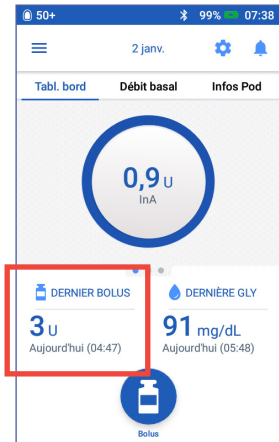 50+ 99% 07:38
2 janv.
Tabl. bord Débit basal Infos Pod
0,9 U
InA
DERNIER BOLUS DERNIÈRE GLY
3 U 91 mg/dL
Aujourd'hui (04:47) Aujourd'hui (05:48)
Bolus